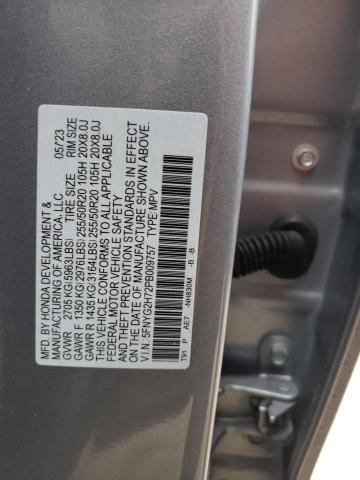 MFD. BY HONDA DEVELOPMENT &
MANUFACTURING OF AMERICA, LLC 05/23
GVWR 2705 KG(5963LBS) TIRE SIZE RIM SIZE
GAWR F 1350 KG(2976LBS) 255/50R20 105H 20X8.0J
GAWR R 1435 KG(3164LBS) 255/50R20 105H 20X8.0J
THIS VEHICLE CONFORMS TO ALL APPLICABLE
FEDERAL MOTOR VEHICLE SAFETY
AND THEFT PREVENTION STANDARDS IN EFFECT
ON THE DATE OF MANUFACTURE SHOWN ABOVE.
V.I.N: 5FNYG2H72PB009757 TYPE:MPV
T91 P AE7 -NH830M -B -B